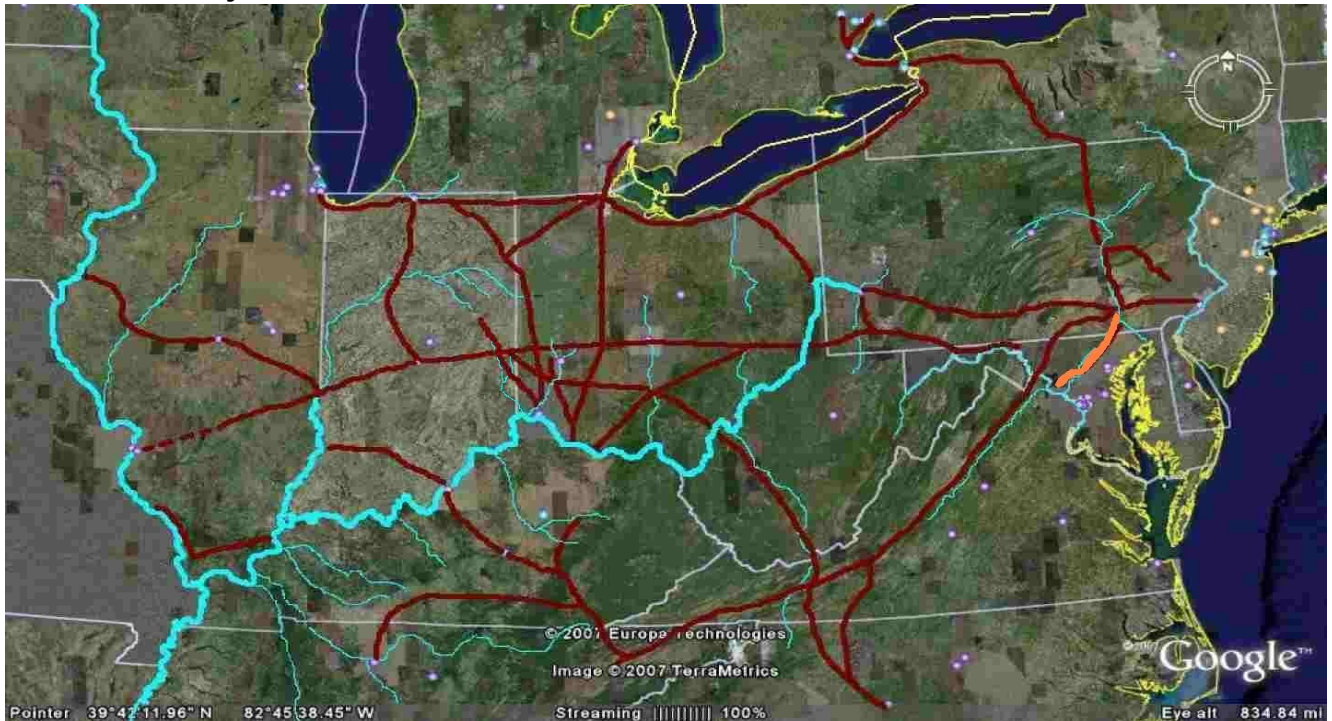 N
© 2007 Europa Technologies
Image © 2007 TerraMetrics
©2007 Google™
Pointer 39°42'11.96" N 82°45'38.45" W Streaming |||||||||| 100% Eye alt 834.84 mi